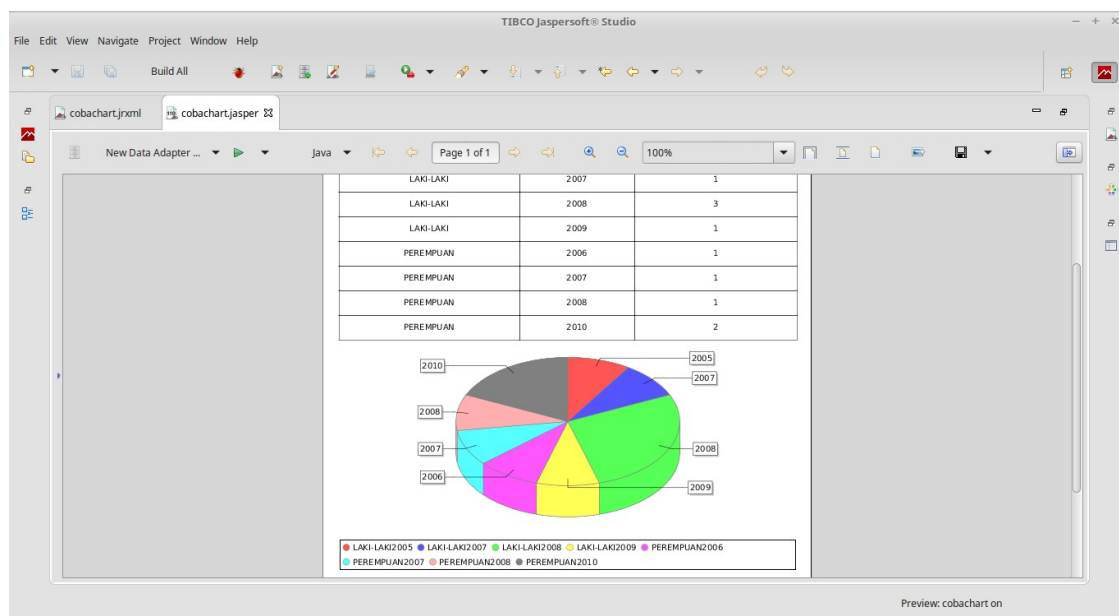 TIBCO Jaspersoft® Studio
File Edit View Navigate Project Window Help
Build All
cobachart.jrxml cobachart.jasper
New Data Adapter ... Java Page 1 of 1 100%
LAKI-LAKI 2007 1
LAKI-LAKI 2008 3
LAKI-LAKI 2009 1
PEREMPUAN 2006 1
PEREMPUAN 2007 1
PEREMPUAN 2008 1
PEREMPUAN 2010 2
2010 2005
2007
2008
2007 2008
2006
2009
LAKI-LAKI2005 LAKI-LAKI2007 LAKI-LAKI2008 LAKI-LAKI2009 PEREMPUAN2006
PEREMPUAN2007 PEREMPUAN2008 PEREMPUAN2010
Preview: cobachart on